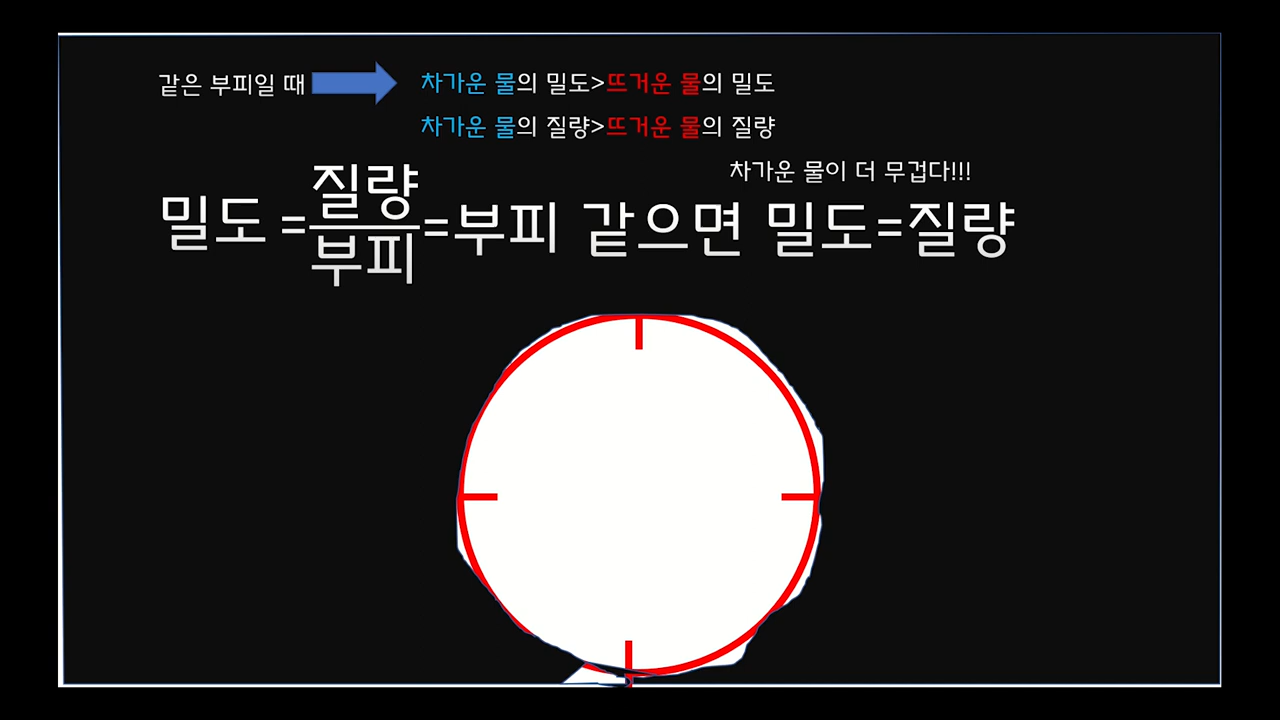 같은 부피일 때 차가운 물의 밀도>뜨거운 물의 밀도
차가운 물의 질량>뜨거운 물의 질량
차가운 물이 더 무겁다!!!
밀도 =질량/부피=부피 같으면 밀도=질량